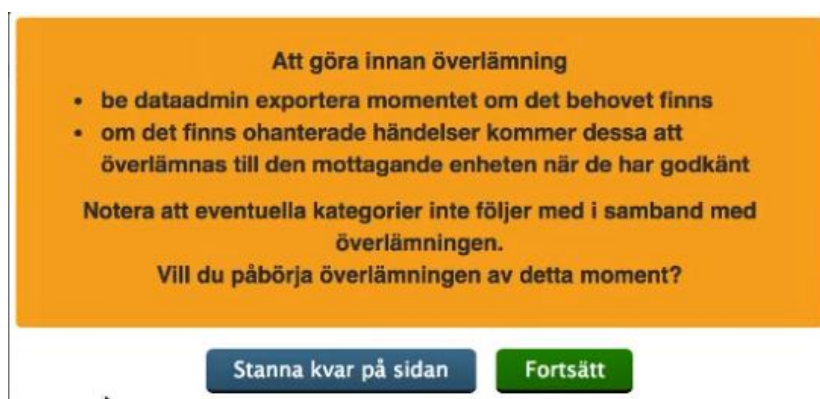 Att göra innan överlämning
• be dataadmin exportera momentet om det behovet finns
• om det finns ohanterade händelser kommer dessa att
överlämnas till den mottagande enheten när de har godkänt
Notera att eventuella kategorier inte följer med i samband med
överlämningen.
Vill du påbörja överlämningen av detta moment?
Stanna kvar på sidan Fortsätt